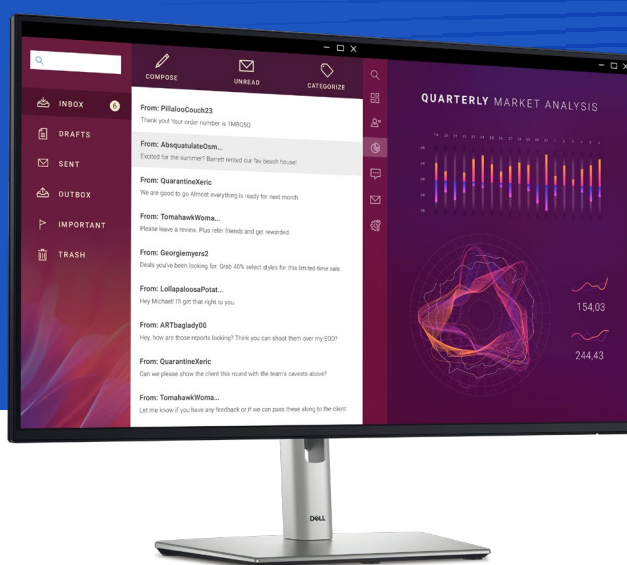 COMPOSE
UNREAD
CATEGORIZE
INBOX 6
DRAFTS
SENT
OUTBOX
IMPORTANT
TRASH
From: PillalooCouch23
Thank you! Your order number is TMBQ5Q
From: AbsquatulateOsm...
Excited for the summer? Barrett rented our fav beach house!
From: QuarantineXeric
We are good to go Almost everything is ready for next month
From: TomahawkWoma...
Please leave a review. Plus refer friends and get rewarded.
From: Georgiemyers2
Deals you've been looking for. Grab 40% select styles for this limited-time sale.
From: LollapaloosaPotat...
Hey Michael! I'll get that right to you.
From: ARTbaglady00
Hey, how are those reports looking? Think you can shoot them over my EOD?
From: QuarantineXeric
Can we please show the client this round with the team's caveats above?
From: TomahawkWoma...
Let me know if you have any feedback or if we can pass these along to the client
QUARTERLY MARKET ANALYSIS
154,03
244,43
DELL